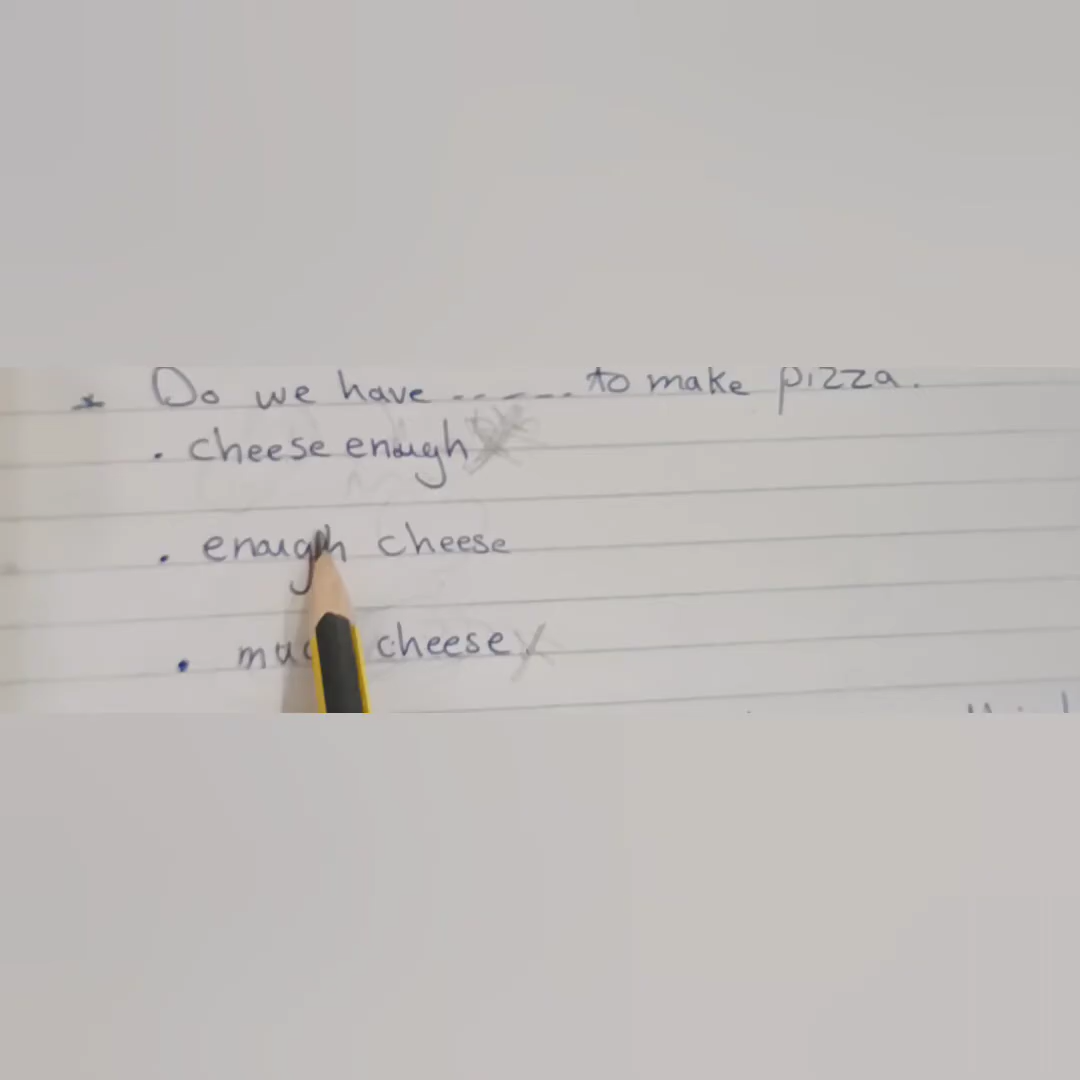 * Do we have ...... to make pizza.
. cheese enough
. enough cheese
. cheese